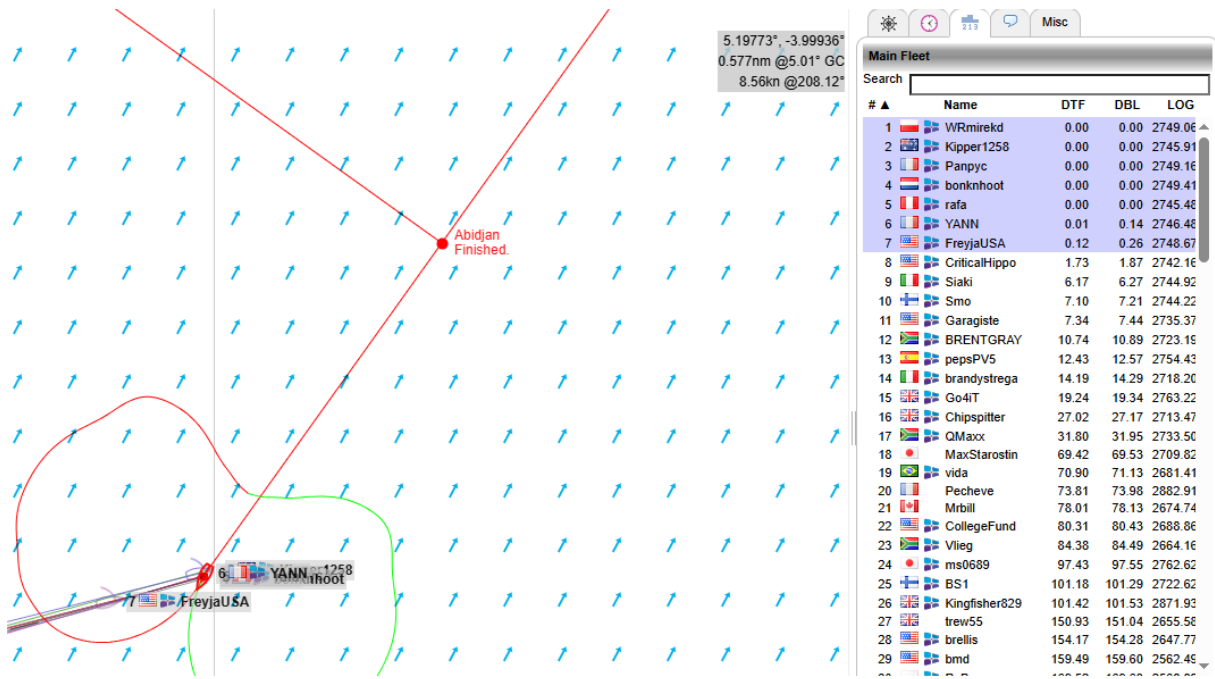 5.19773°, -3.99936°
0.577nm @5.01° GC
8.56kn @208.12°
Abidjan
Finished.
6 YANN 1258
hoot
7 FreyjaUSA
219 Misc
Main Fleet
Search
# ▲ Name DTF DBL LOG
1 WRmirekd 0.00 0.00 2749.06
2 Kipper1258 0.00 0.00 2745.91
3 Panpyc 0.00 0.00 2749.16
4 bonknhoot 0.00 0.00 2749.41
5 rafa 0.00 0.00 2745.48
6 YANN 0.01 0.14 2746.48
7 FreyjaUSA 0.12 0.26 2748.67
8 CriticalHippo 1.73 1.87 2742.16
9 Siaki 6.17 6.27 2744.92
10 Smo 7.10 7.21 2744.22
11 Garagiste 7.34 7.44 2735.37
12 BRENTGRAY 10.74 10.89 2723.19
13 pepsPV5 12.43 12.57 2754.43
14 brandystrega 14.19 14.29 2718.20
15 Go4iT 19.24 19.34 2763.22
16 Chipspitter 27.02 27.17 2713.47
17 QMaxx 31.80 31.95 2733.50
18 MaxStarostin 69.42 69.53 2709.82
19 vida 70.90 71.13 2681.41
20 Pecheve 73.81 73.98 2882.91
21 Mrbill 78.01 78.13 2674.74
22 CollegeFund 80.31 80.43 2688.86
23 Vlieg 84.38 84.49 2664.16
24 ms0689 97.43 97.55 2762.62
25 BS1 101.18 101.29 2722.62
26 Kingfisher829 101.42 101.53 2871.93
27 trew55 150.93 151.04 2655.58
28 brellis 154.17 154.28 2647.77
29 bmd 159.49 159.60 2562.49